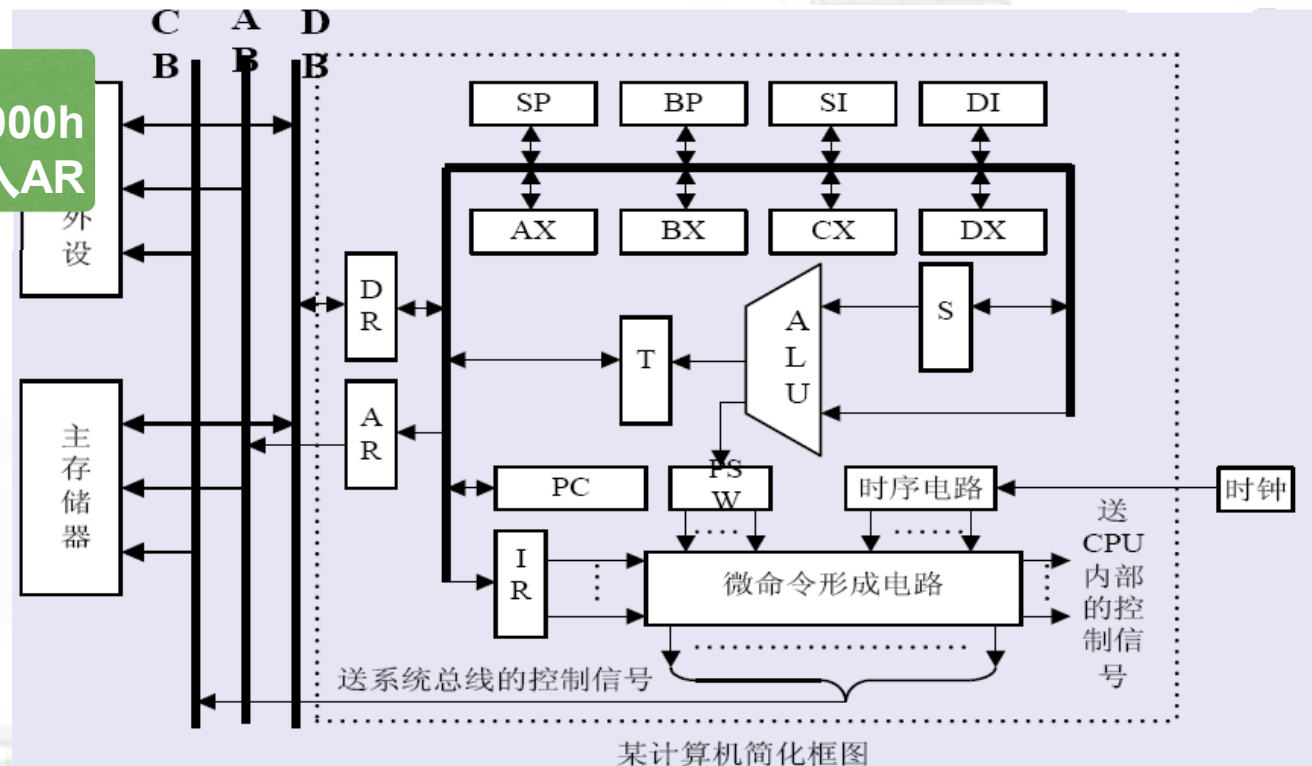 C A D
B B B
000h
入AR
外
设
SP BP SI DI
AX BX CX DX
D
R
S
A
L
U
T
A
R
主
存
储
器
PC
PS
W
时序电路
时钟
I
R
微命令形成电路
送
CPU
内部
的控
制信
号
送系统总线的控制信号
某计算机简化框图